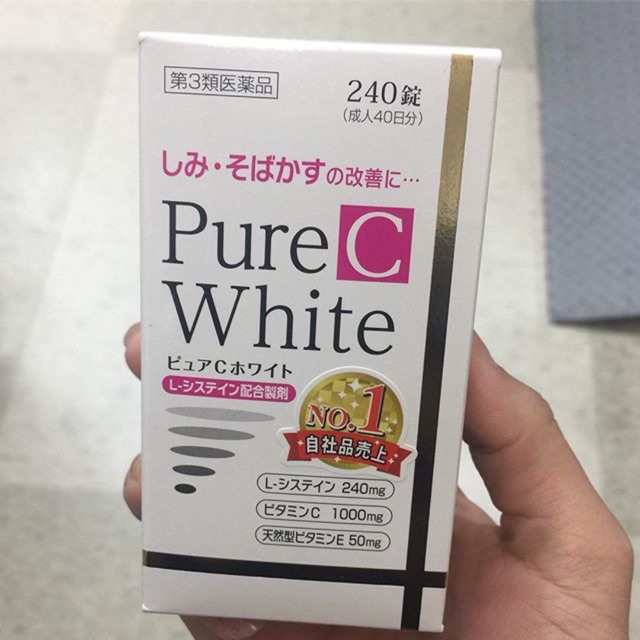 第3類医薬品
240錠
(成人40日分)
しみ・そばかすの改善に…
Pure C
White
ピュアCホワイト
L-システイン配合製剤
NO.1
自社品売上
L-システイン 240mg
ビタミンC 1000mg
天然型ビタミンE 50mg